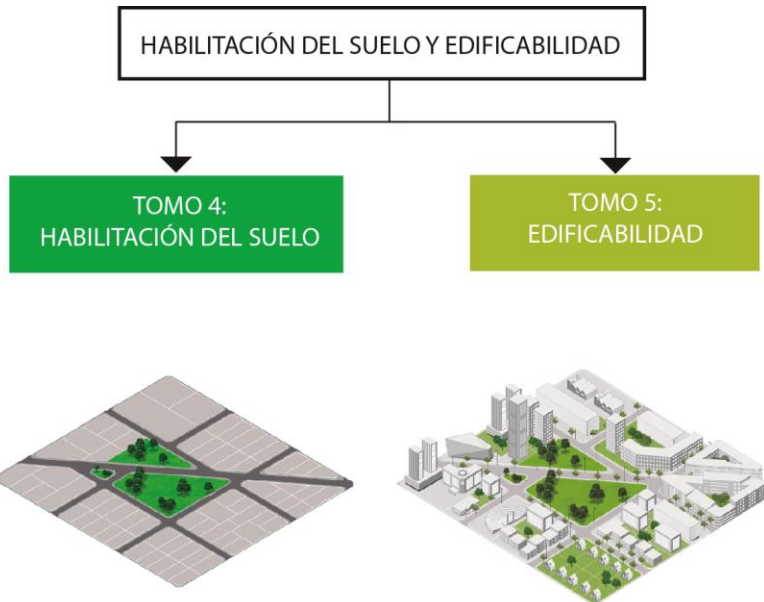 HABILITACIÓN DEL SUELO Y EDIFICABILIDAD
TOMO 4:
HABILITACIÓN DEL SUELO
TOMO 5:
EDIFICABILIDAD